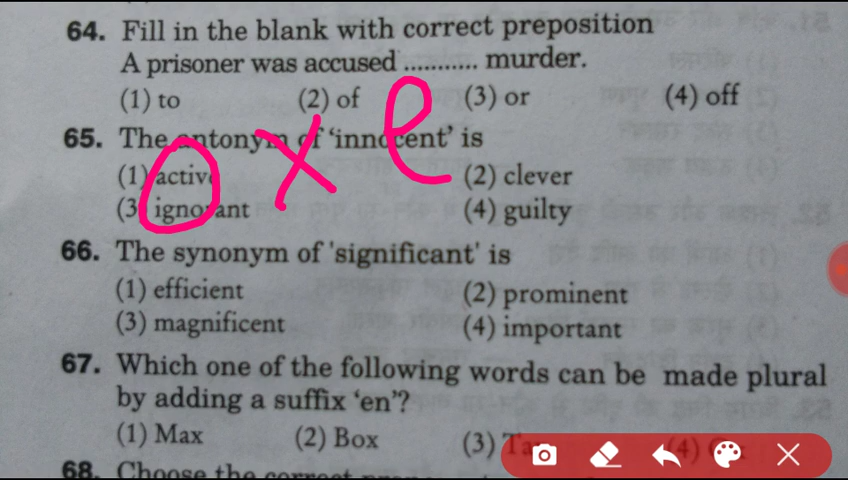 64. Fill in the blank with correct preposition
A prisoner was accused ........... murder.
(1) to (2) of (3) or (4) off
65. The antonym of 'innocent' is
(1) active (2) clever
(3) ignorant (4) guilty
66. The synonym of 'significant' is
(1) efficient (2) prominent
(3) magnificent (4) important
67. Which one of the following words can be made plural
by adding a suffix 'en'?
(1) Max (2) Box (3) (4)
68. Choose the correct
oxe